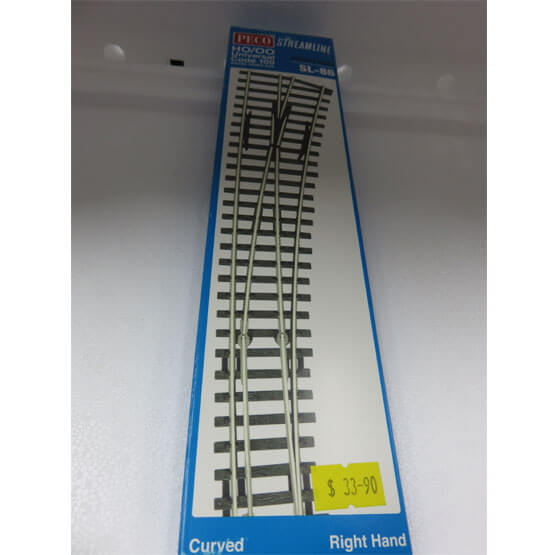 PECO STREAMLINE
HO/OO
Universal
Code 100
SL-86
$ 33-90
Curved Right Hand